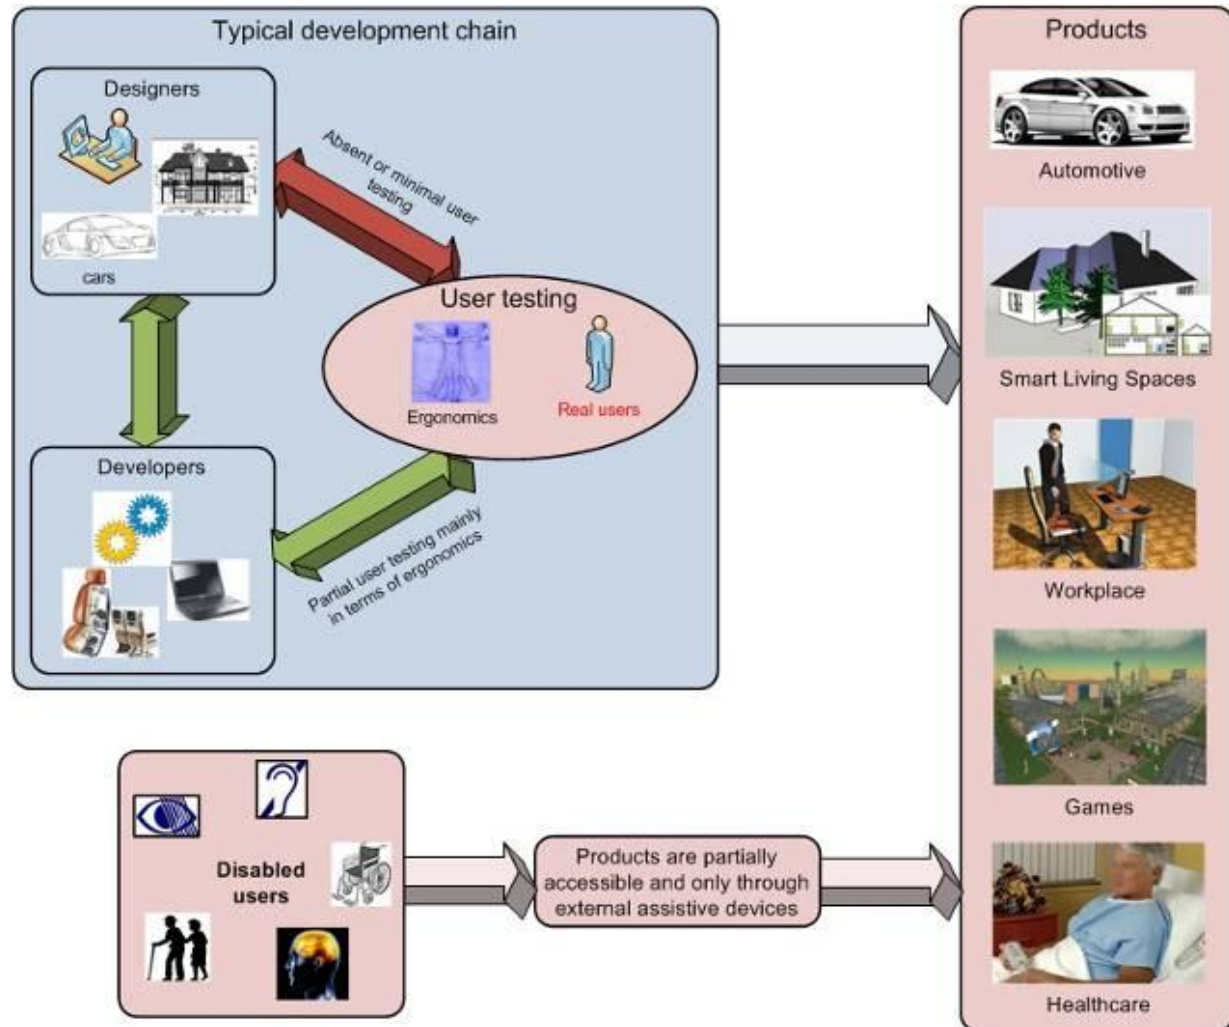 Typical development chain
Designers
cars
Absent or minimal user
testing
User testing
Ergonomics
Real users
Developers
Partial user testing mainly
in terms of ergonomics
Products
Automotive
Smart Living Spaces
Workplace
Games
Healthcare
Disabled
users
Products are partially
accessible and only through
external assistive devices